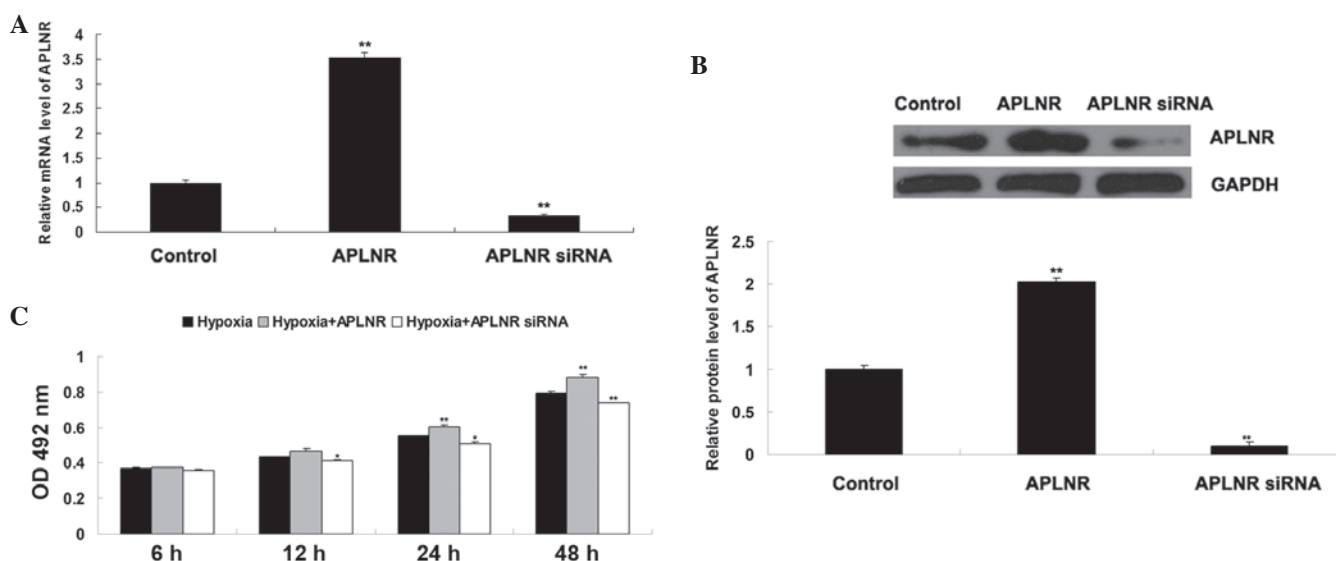 A
Relative mRNA level of APLNR
4
3.5
3
2.5
2
1.5
1
0.5
0
**
**
Control APLNR APLNR siRNA
B
Control APLNR APLNR siRNA
APLNR
GAPDH
Relative protein level of APLNR
2.5
2
1.5
1
0.5
0
**
**
Control APLNR APLNR siRNA
C
Hypoxia Hypoxia+APLNR Hypoxia+APLNR siRNA
OD 492 nm
1
0.8
0.6
0.4
0.2
0
*
**
*
**
**
6 h 12 h 24 h 48 h